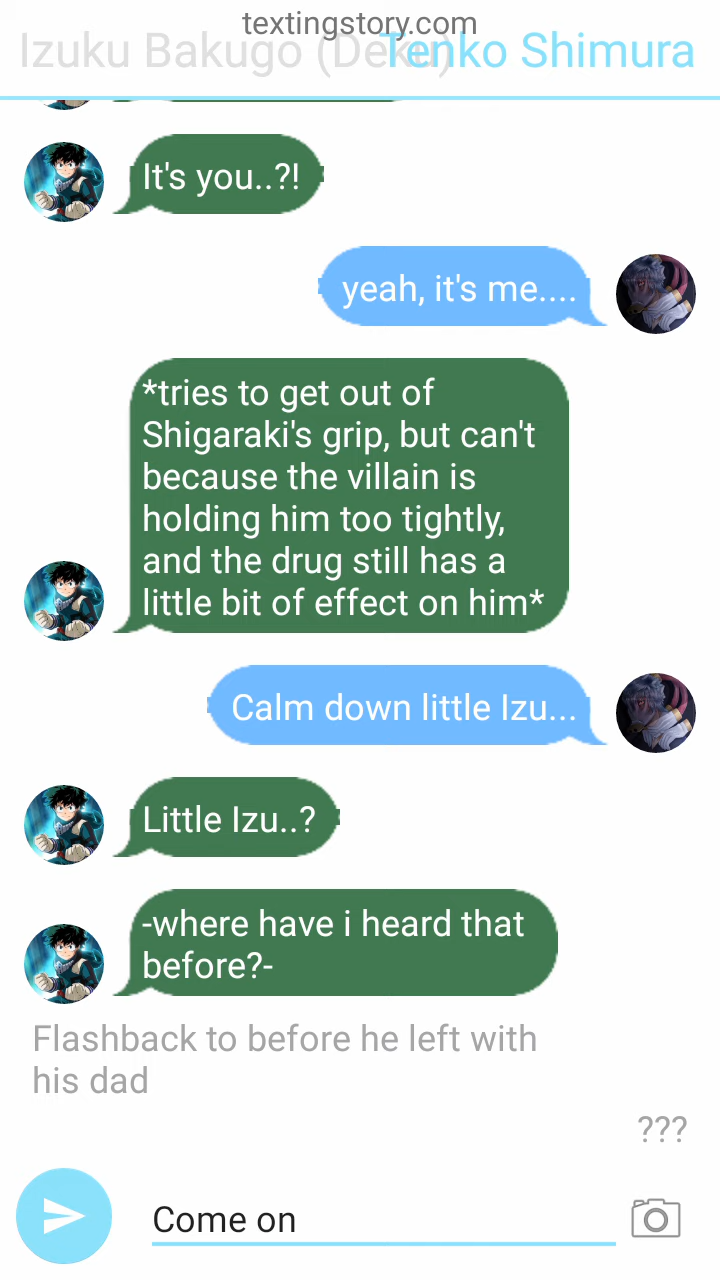 textingstory.com
Izuku Bakugo (Deku)
Tenko Shimura
It's you..?!
yeah, it's me....
*tries to get out of
Shigaraki's grip, but can't
because the villain is
holding him too tightly,
and the drug still has a
little bit of effect on him*
Calm down little Izu...
Little Izu..?
-where have i heard that
before?-
Flashback to before he left with
his dad
???
Come on